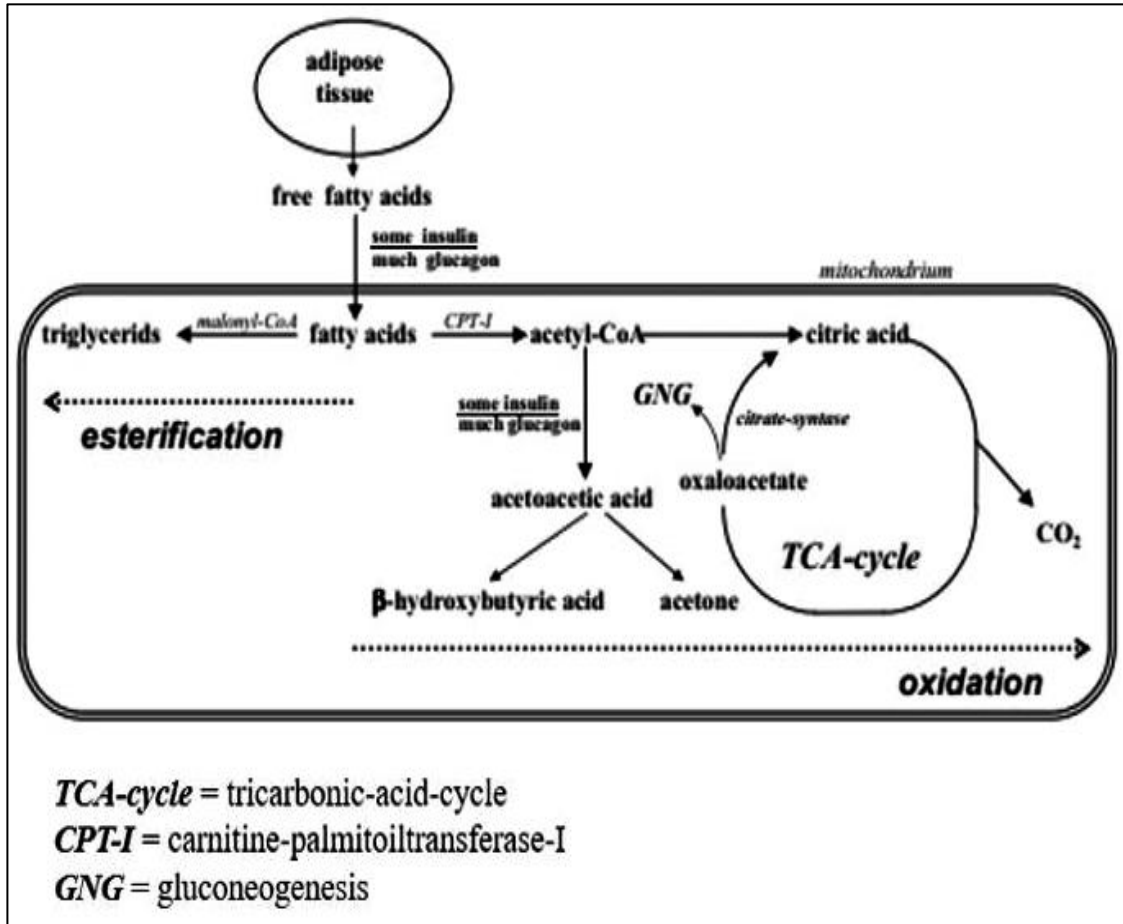 adipose
tissue
free fatty acids
some insulin
much glucagon
mitochondrium
triglycerids
malonyl-CoA
fatty acids
CPT-I
acetyl-CoA
citric acid
esterification
some insulin
much glucagon
GNG
citrate-syntase
acetoacetic acid
oxaloacetate
TCA-cycle
CO₂
β-hydroxybutyric acid
acetone
oxidation
TCA-cycle = tricarbonic-acid-cycle
CPT-I = carnitine-palmitoiltransferase-I
GNG = gluconeogenesis